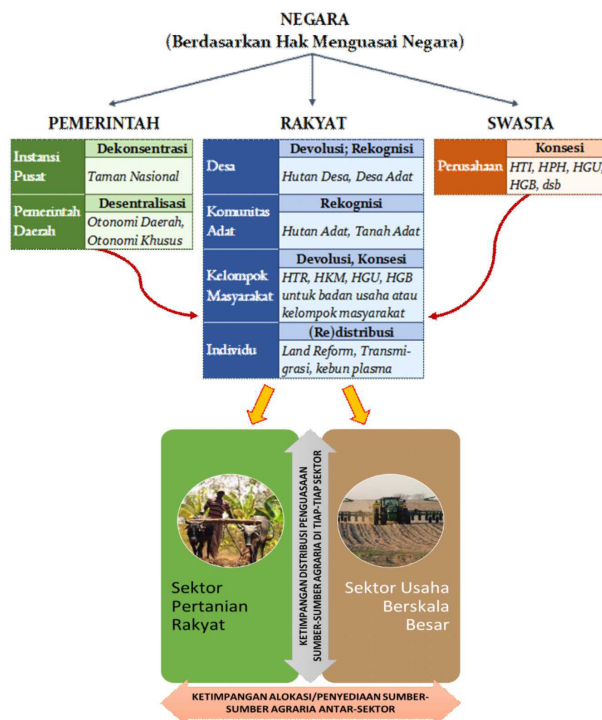 NEGARA
(Berdasarkan Hak Menguasai Negara)
PEMERINTAH
Instansi
Pusat
Dekonsentrasi
Taman Nasional
Pemerintah
Daerah
Desentralisasi
Otonomi Daerah,
Otonomi Khusus
RAKYAT
Desa
Devolusi; Rekognisi
Hutan Desa, Desa Adat
Komunitas
Adat
Rekognisi
Hutan Adat, Tanah Adat
Kelompok
Masyarakat
Devolusi, Konsesi
HTR, HKM, HGU, HGB
untuk badan usaha atau
kelompok masyarakat
Individu
(Re)distribusi
Land Reform, Transmi-
grasi, kebun plasma
SWASTA
Perusahaan
Konsesi
HTI, HPH, HGU,
HGB, dsb
Sektor
Pertanian
Rakyat
KETIMPANGAN DISTRIBUSI PENGUASAAN
SUMBER-SUMBER AGRARIA DI TIAP-TIAP SEKTOR
Sektor Usaha
Berskala
Besar
KETIMPANGAN ALOKASI/PENYEDIAAN SUMBER-
SUMBER AGRARIA ANTAR-SEKTOR